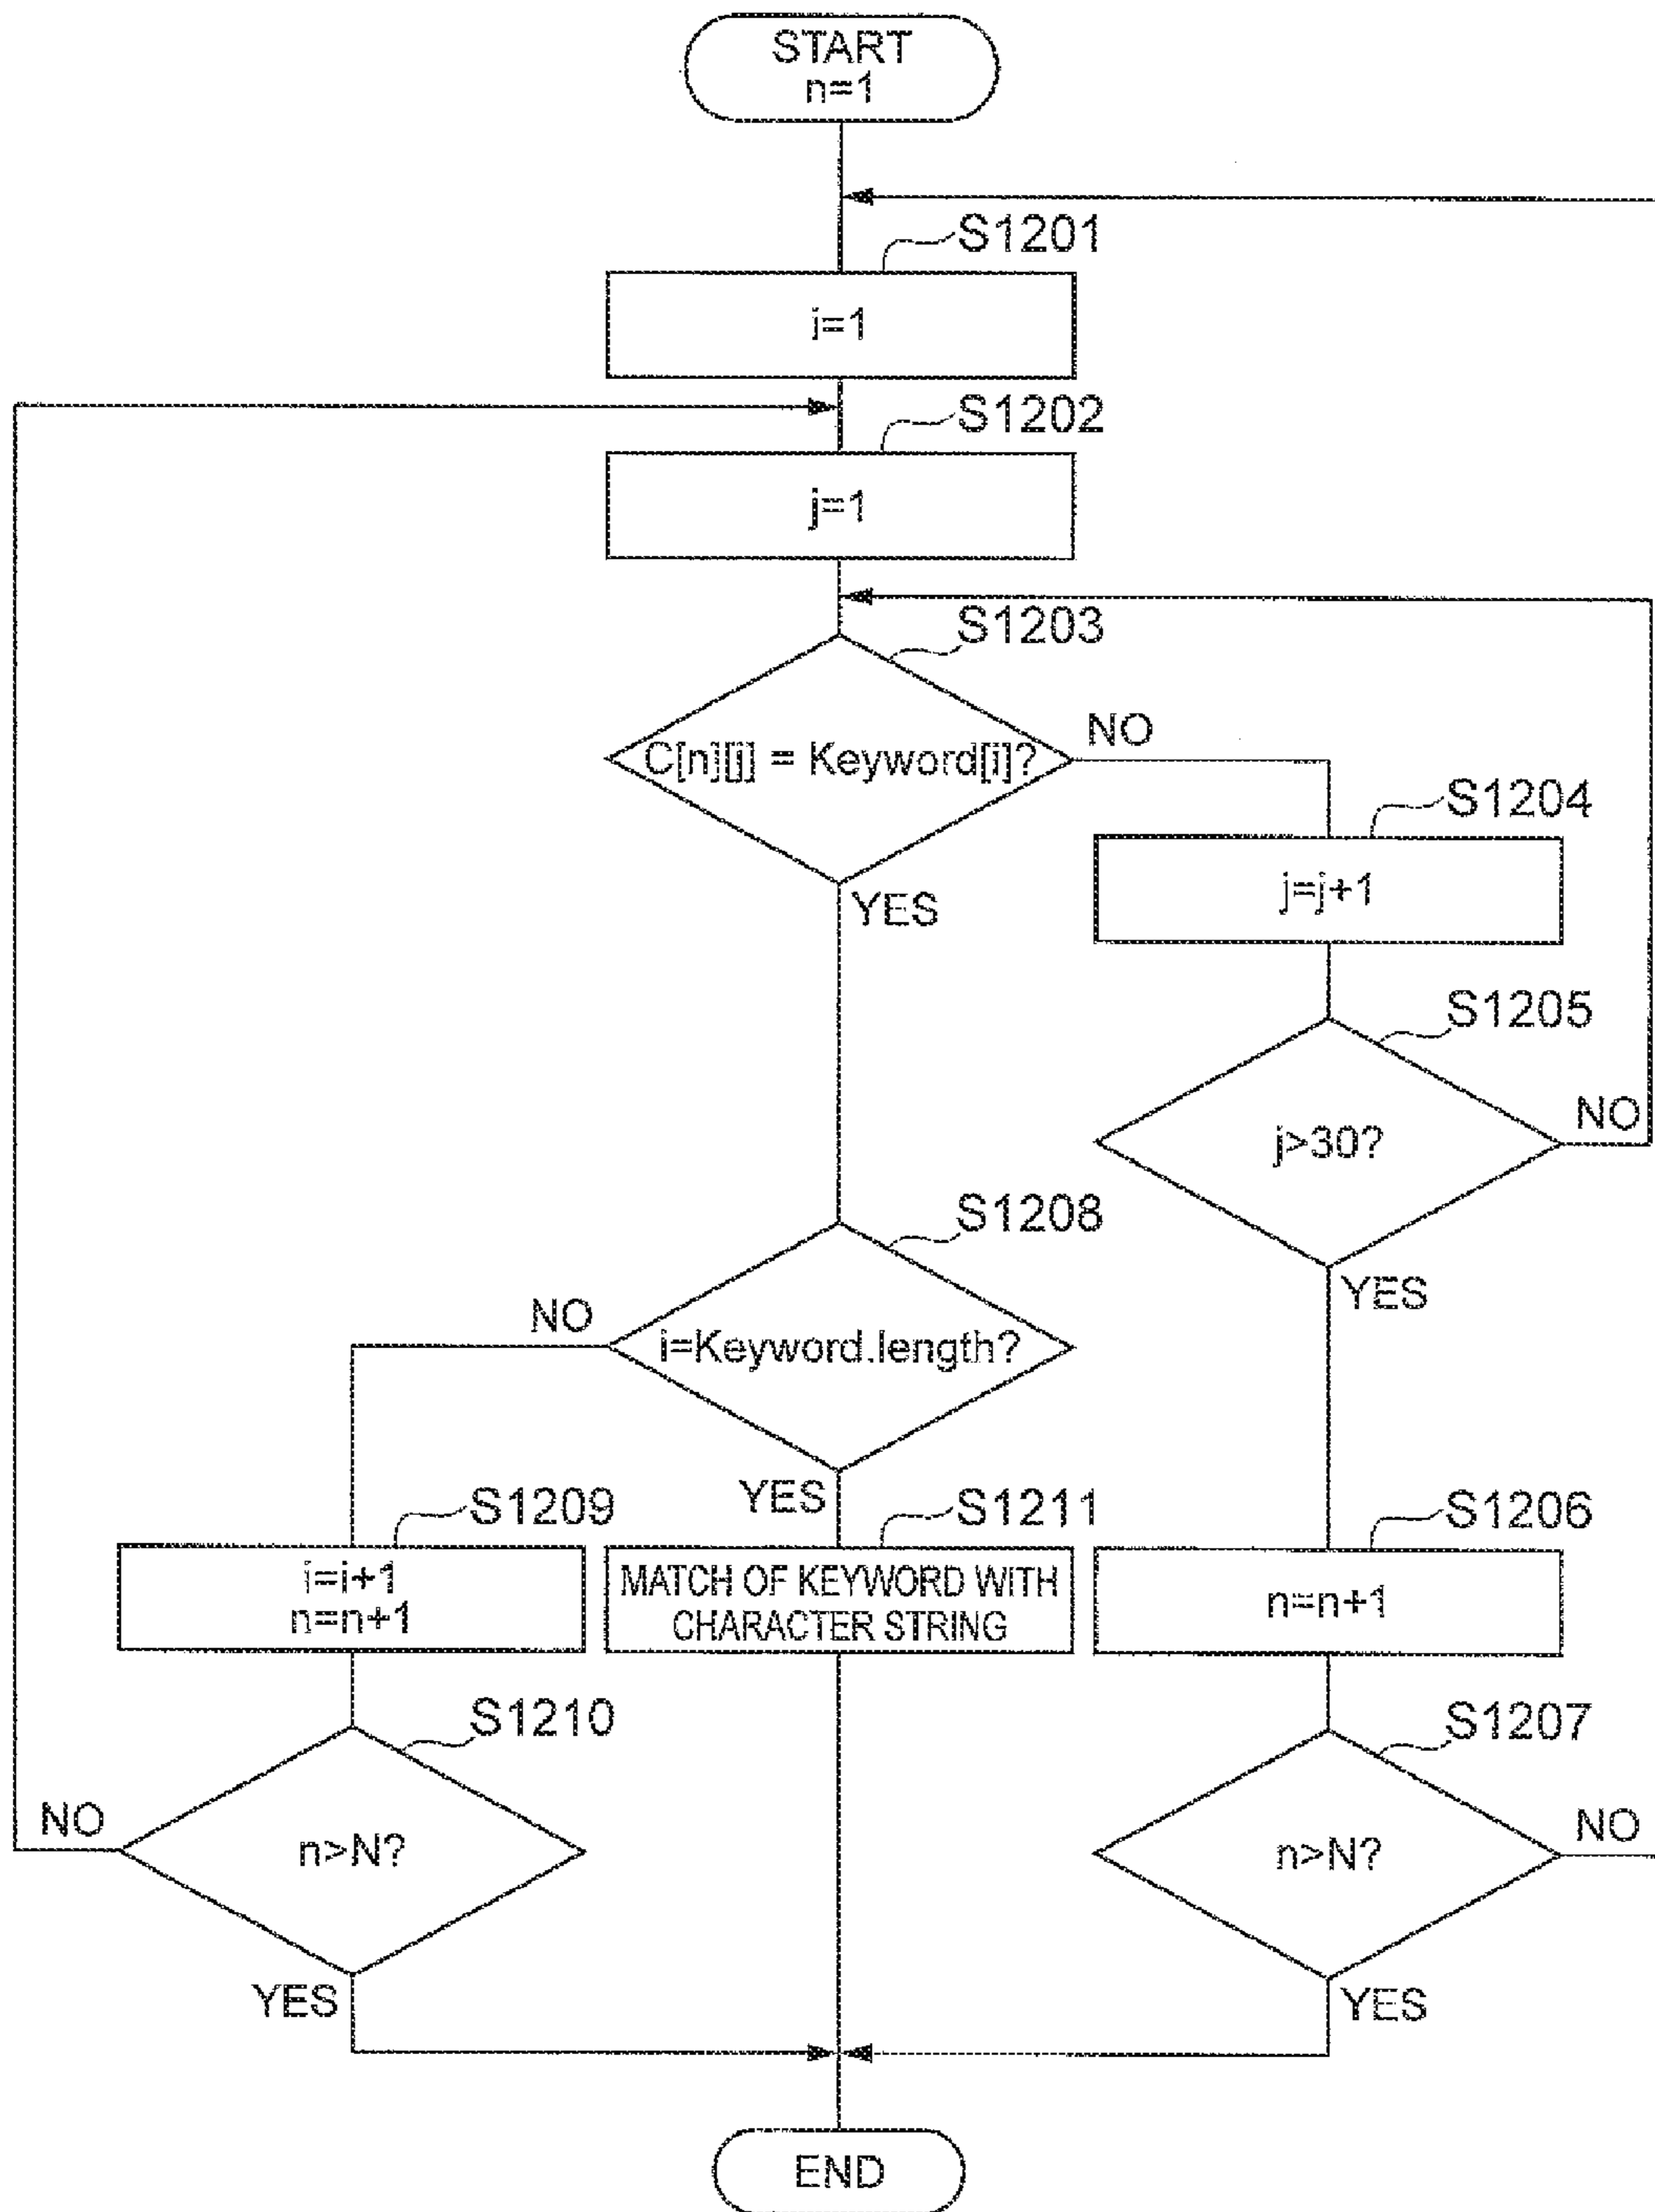 START
n=1
S1201
i=1
S1202
j=1
S1203
C[n][j] = Keyword[i]?
NO
YES
S1204
j=j+1
S1205
j>30?
NO
YES
S1208
i=Keyword.length?
NO
YES
S1209
i=i+1
n=n+1
S1211
MATCH OF KEYWORD WITH
CHARACTER STRING
S1206
n=n+1
S1210
n>N?
NO
YES
S1207
n>N?
NO
YES
END